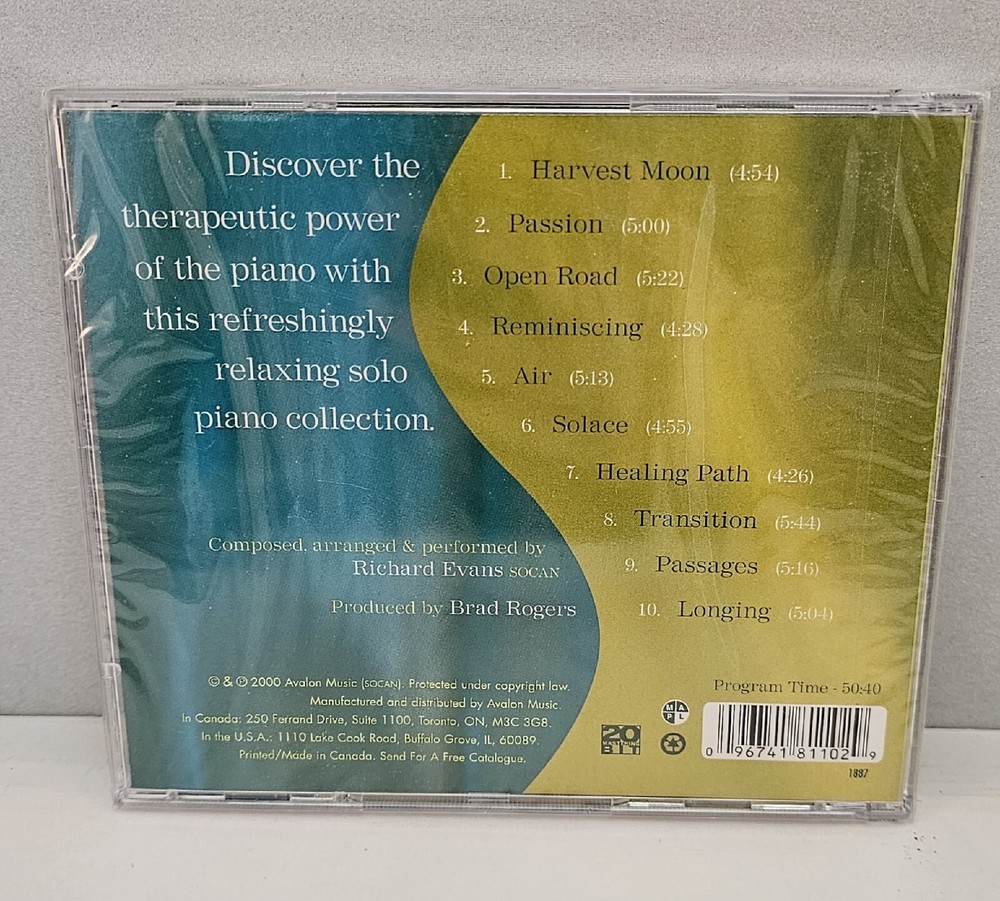 Discover the
therapeutic power
of the piano with
this refreshingly
relaxing solo
piano collection.
1. Harvest Moon (4:54)
2. Passion (5:00)
3. Open Road (5:22)
4. Reminiscing (4:28)
5. Air (5:13)
6. Solace (4:55)
7. Healing Path (4:26)
8. Transition (5:44)
9. Passages (5:16)
10. Longing (5:04)
Composed, arranged & performed by
Richard Evans SOCAN
Produced by Brad Rogers
© & ℗ 2000 Avalon Music (SOCAN). Protected under copyright law.
Manufactured and distributed by Avalon Music.
In Canada: 250 Ferrand Drive, Suite 1100, Toronto, ON, M3C 3G8.
In the U.S.A.: 1110 Lake Cook Road, Buffalo Grove, IL, 60089.
Printed/Made in Canada. Send For A Free Catalogue.
Program Time - 50:40
M A P L
20
MASTERING
BIT
0 96741 81102 9
1887